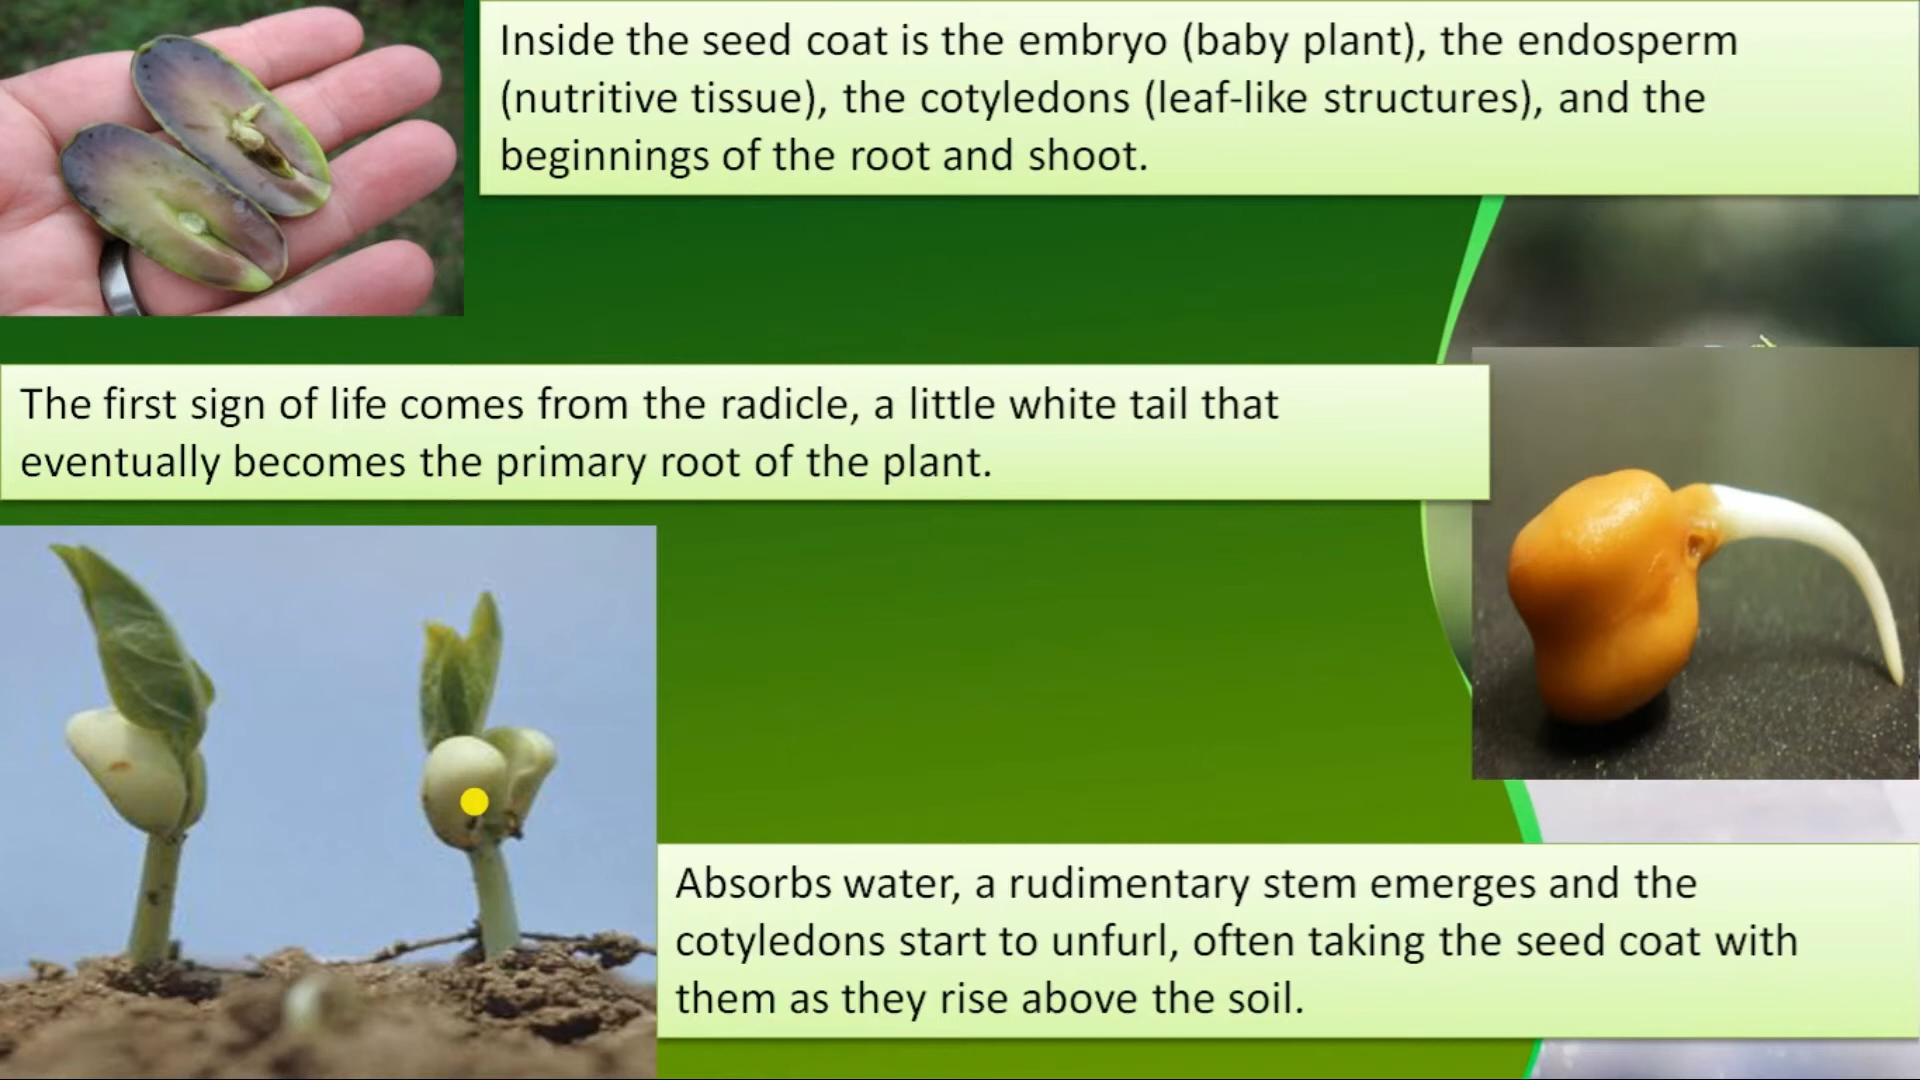 Inside the seed coat is the embryo (baby plant), the endosperm
(nutritive tissue), the cotyledons (leaf-like structures), and the
beginnings of the root and shoot.
The first sign of life comes from the radicle, a little white tail that
eventually becomes the primary root of the plant.
Absorbs water, a rudimentary stem emerges and the
cotyledons start to unfurl, often taking the seed coat with
them as they rise above the soil.